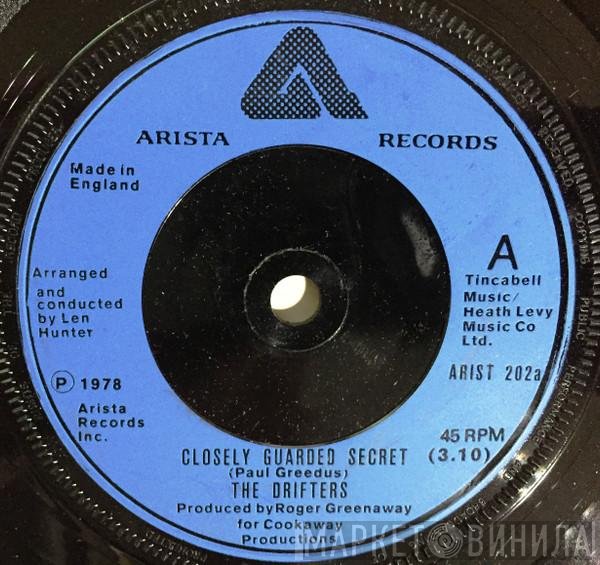 ARISTA RECORDS
Made in
England
A
Tincabell
Music/
Heath Levy
Music Co
Ltd.
Arranged
and
conducted
by Len
Hunter
ARIST 202a
℗ 1978
Arista
Records
Inc.
45 RPM
(3.10)
CLOSELY GUARDED SECRET
(Paul Greedus)
THE DRIFTERS
Produced by Roger Greenaway
for Cookaway
Productions
МАРКЕТ ВИНИЛА